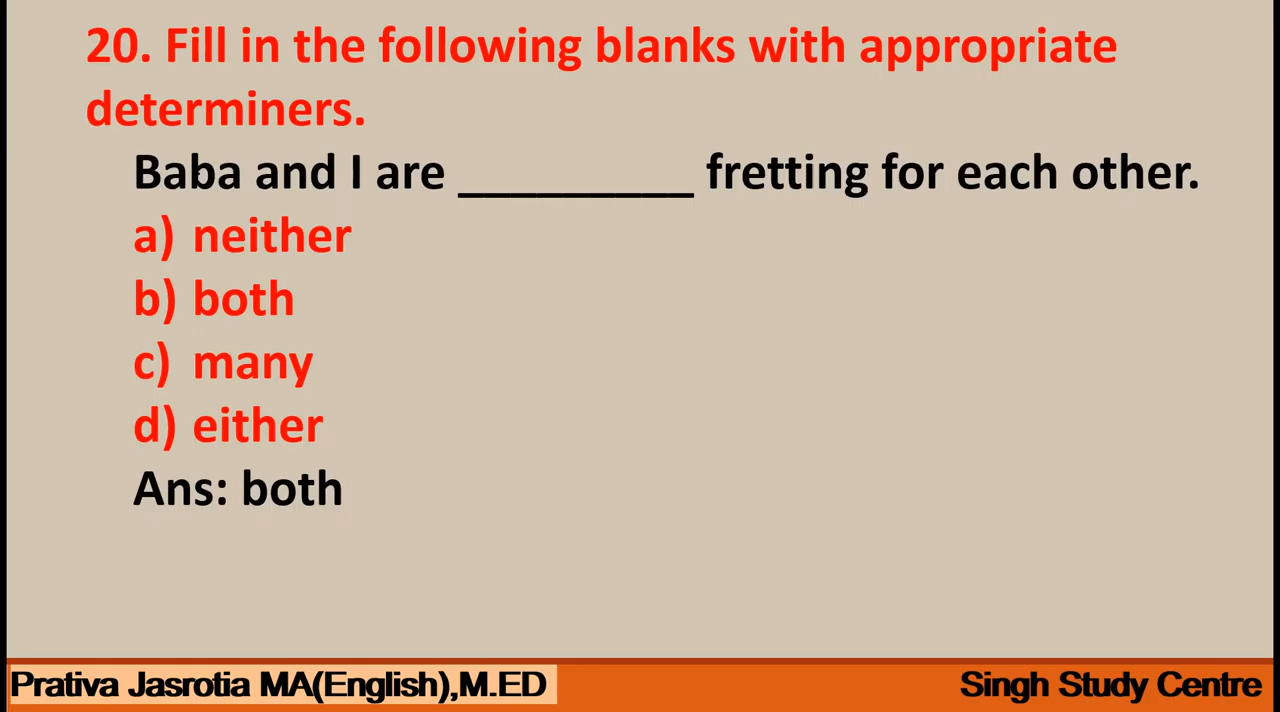 20. Fill in the following blanks with appropriate
determiners.
Baba and I are _________ fretting for each other.
a) neither
b) both
c) many
d) either
Ans: both
Prativa Jasrotia MA(English),M.ED
Singh Study Centre